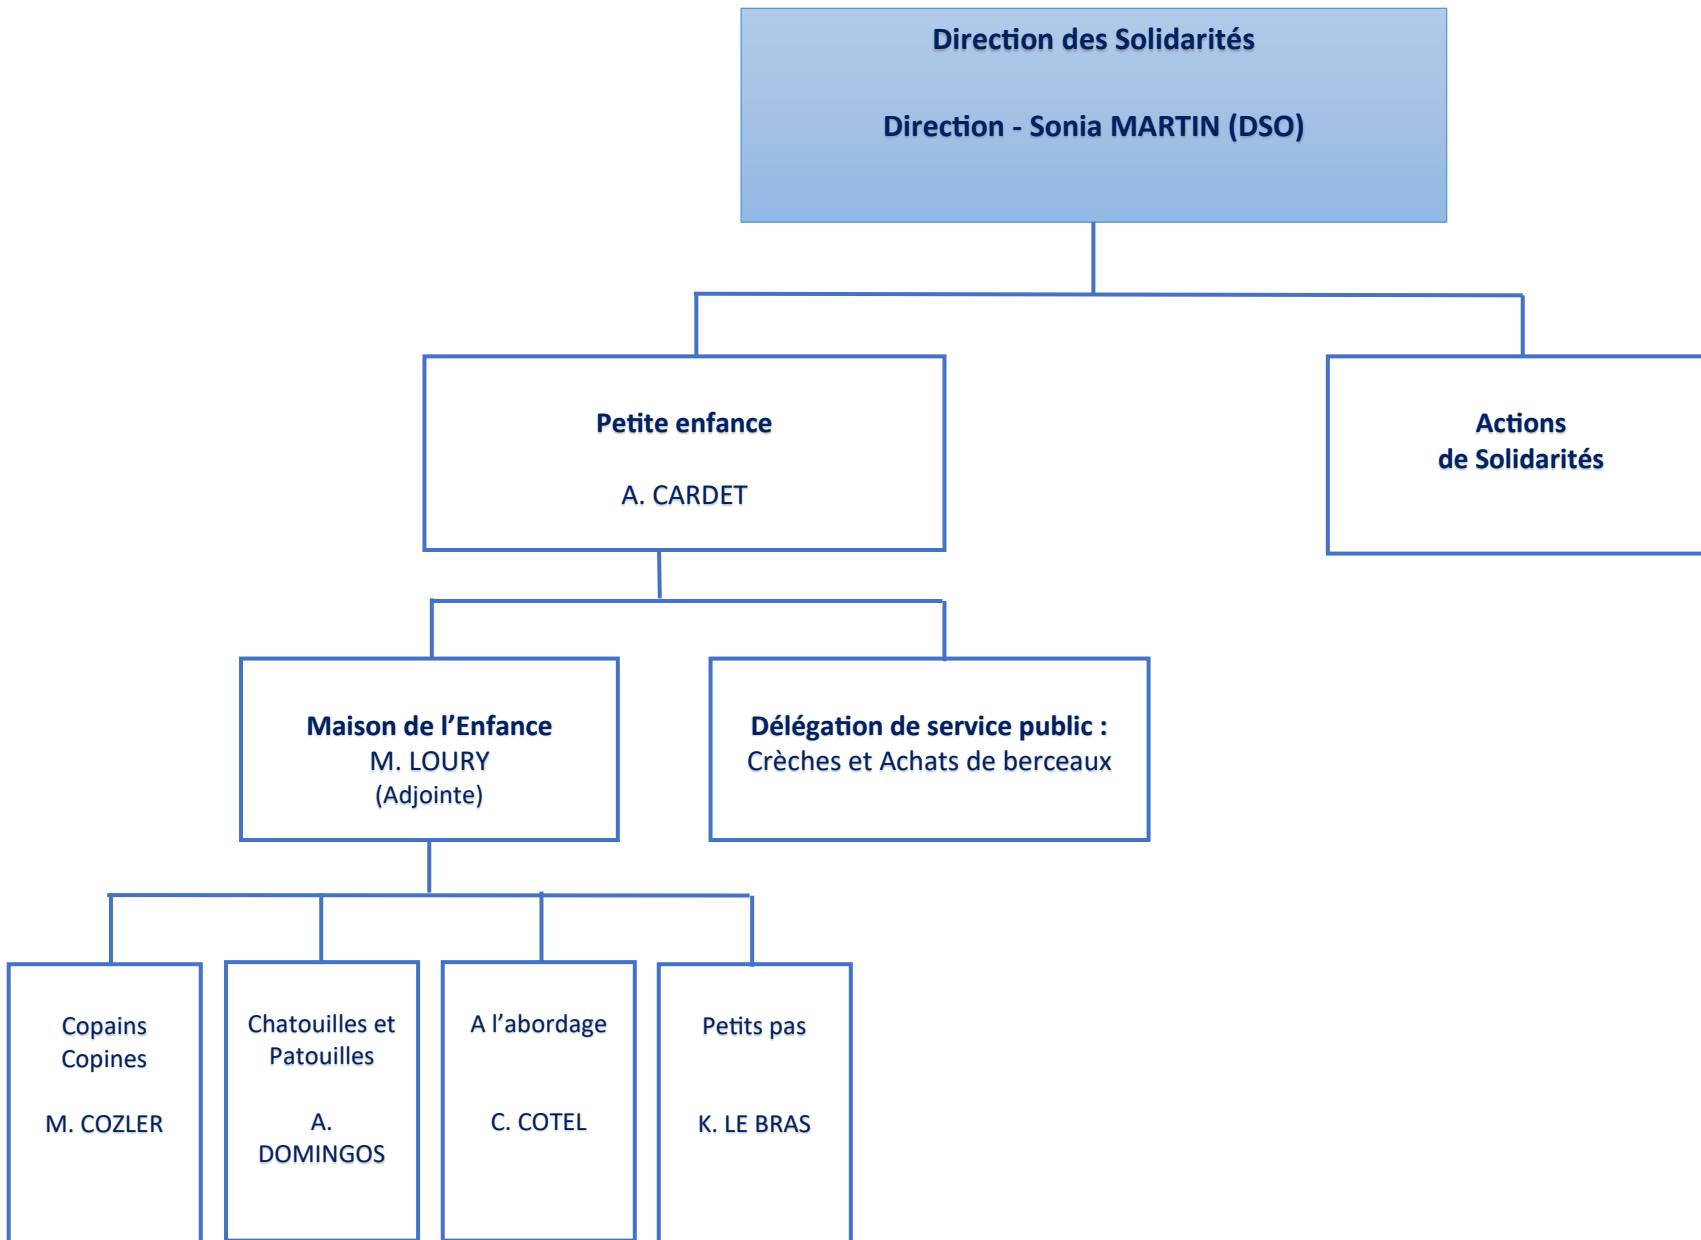 Direction des Solidarités
Direction - Sonia MARTIN (DSO)
Petite enfance
A. CARDET
Actions
de Solidarités
Maison de l’Enfance
M. LOURY
(Adjointe)
Délégation de service public :
Crèches et Achats de berceaux
Copains
Copines
M. COZLER
Chatouilles et
Patouilles
A.
DOMINGOS
A l’abordage
C. COTEL
Petits pas
K. LE BRAS